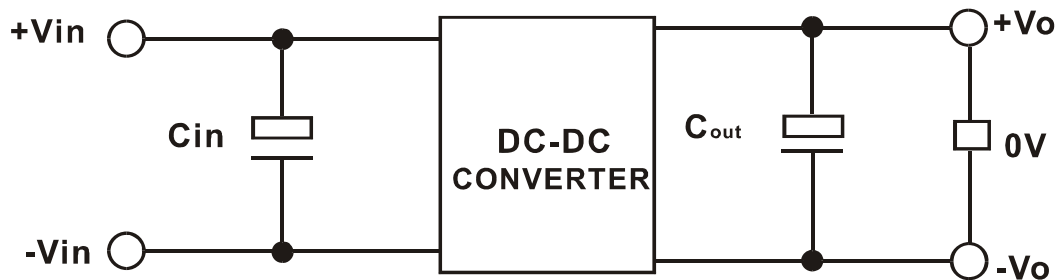 +Vin
-Vin
Cin
DC-DC
CONVERTER
Cout
+Vo
0V
-Vo